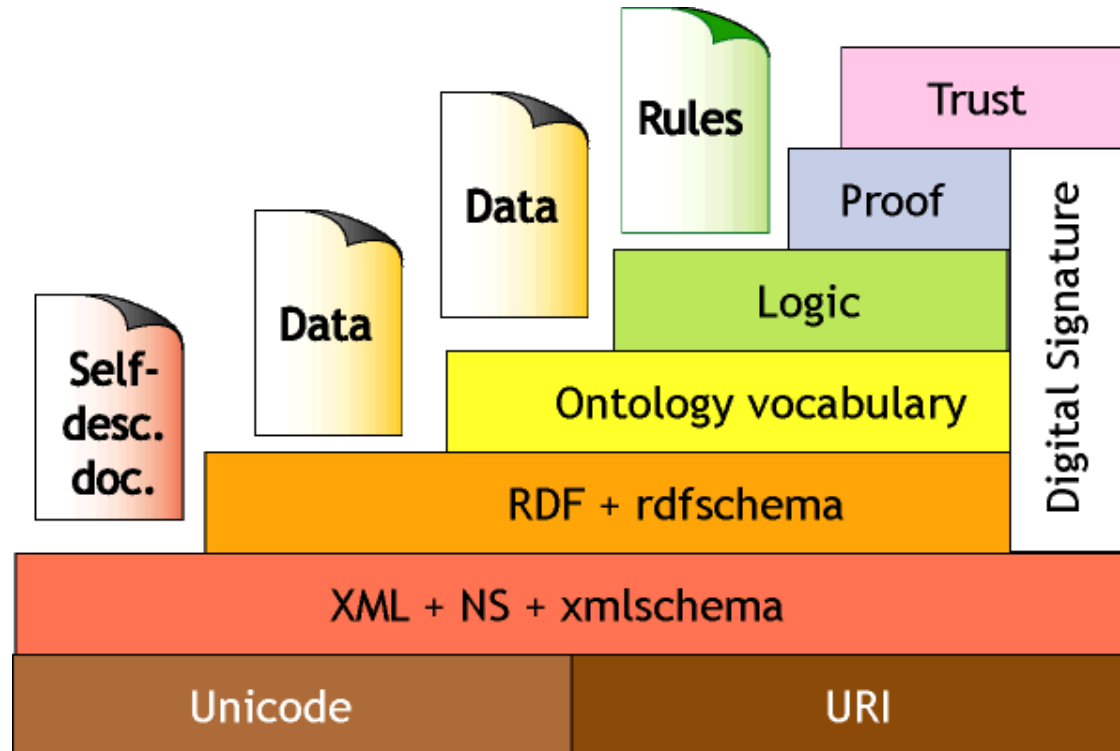 Rules
Trust
Data
Proof
Data
Logic
Self-
desc.
doc.
Ontology vocabulary
Digital Signature
RDF + rdfschema
XML + NS + xmlschema
Unicode
URI